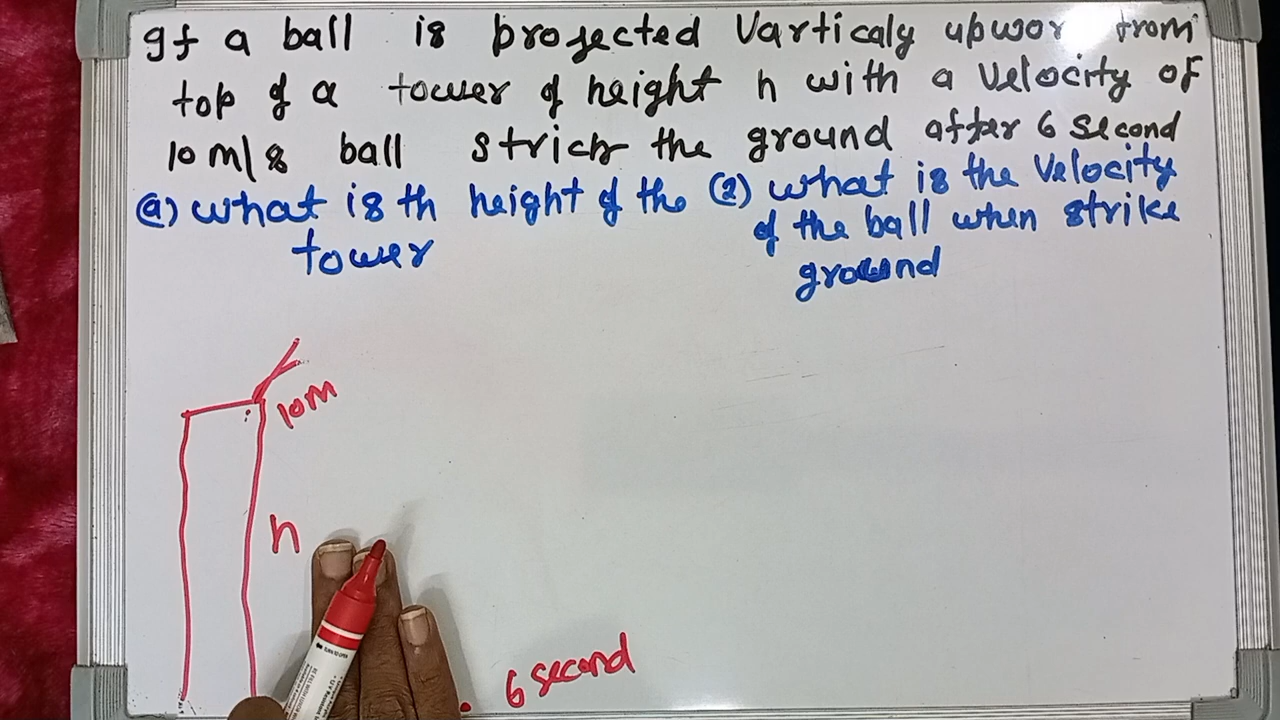 If a ball is projected Varticaly upwor from
top of a tower of height h with a velocity of
10 m/s ball strick the ground after 6 second
(a) what is th height of the tower
(2) what is the velocity of the ball when strike ground
10m
h
6 second